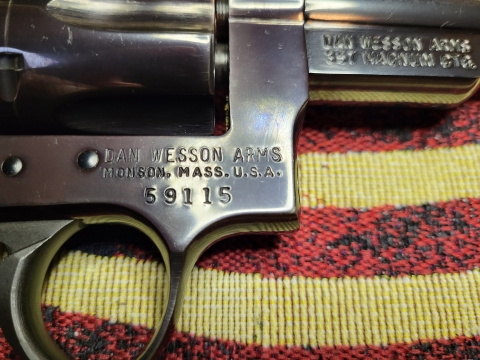 DAN WESSON ARMS
357 MAGNUM CTG.
DAN WESSON ARMS
MONSON, MASS. U.S.A.
59115